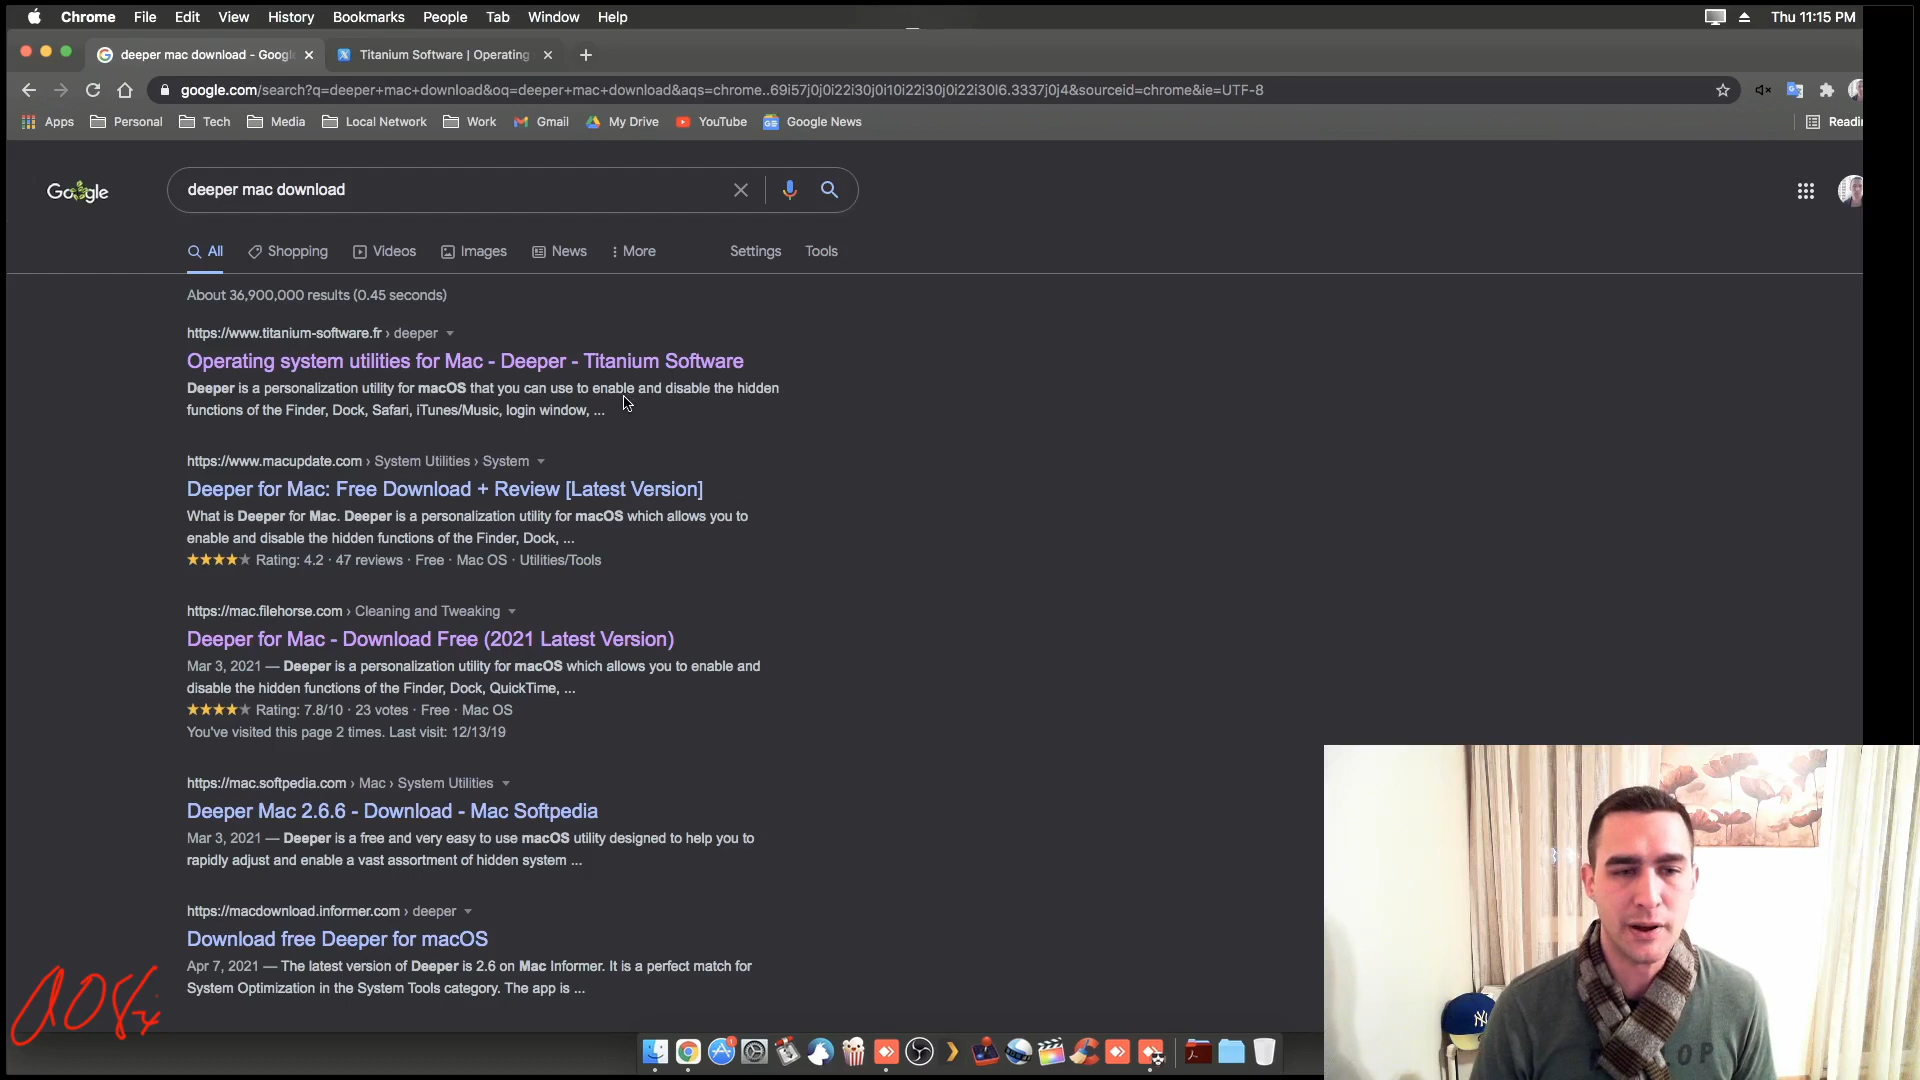 Chrome File Edit View History Bookmarks People Tab Window Help Thu 11:15 PM
deeper mac download - Googl Titanium Software | Operating
google.com/search?q=deeper+mac+download&oq=deeper+mac+download&aqs=chrome..69i57j0j0i22i30j0i10i22i30j0i22i30l6.3337j0j4&sourceid=chrome&ie=UTF-8
Apps Personal Tech Media Local Network Work Gmail My Drive YouTube Google News Readi
Google deeper mac download
All Shopping Videos Images News More Settings Tools
About 36,900,000 results (0.45 seconds)
https://www.titanium-software.fr › deeper
Operating system utilities for Mac - Deeper - Titanium Software
Deeper is a personalization utility for macOS that you can use to enable and disable the hidden
functions of the Finder, Dock, Safari, iTunes/Music, login window, ...
https://www.macupdate.com › System Utilities › System
Deeper for Mac: Free Download + Review [Latest Version]
What is Deeper for Mac. Deeper is a personalization utility for macOS which allows you to
enable and disable the hidden functions of the Finder, Dock, ...
Rating: 4.2 · 47 reviews · Free · Mac OS · Utilities/Tools
https://mac.filehorse.com › Cleaning and Tweaking
Deeper for Mac - Download Free (2021 Latest Version)
Mar 3, 2021 — Deeper is a personalization utility for macOS which allows you to enable and
disable the hidden functions of the Finder, Dock, QuickTime, ...
Rating: 7.8/10 · 23 votes · Free · Mac OS
You've visited this page 2 times. Last visit: 12/13/19
https://mac.softpedia.com › Mac › System Utilities
Deeper Mac 2.6.6 - Download - Mac Softpedia
Mar 3, 2021 — Deeper is a free and very easy to use macOS utility designed to help you to
rapidly adjust and enable a vast assortment of hidden system ...
https://macdownload.informer.com › deeper
Download free Deeper for macOS
Apr 7, 2021 — The latest version of Deeper is 2.6 on Mac Informer. It is a perfect match for
System Optimization in the System Tools category. The app is ...